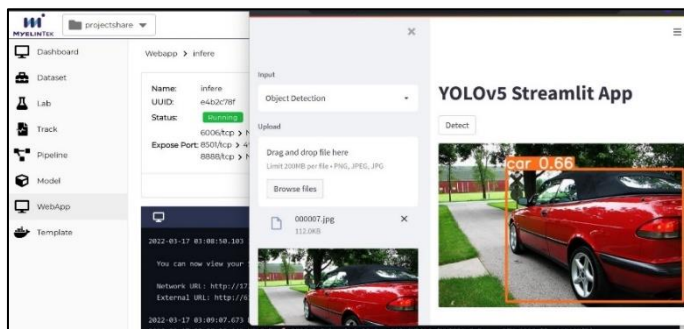 MYELINTEK
projectshare
Dashboard
Dataset
Lab
Track
Pipeline
Model
WebApp
Template
Webapp > infere
Name: infere
UUID: e4b2c78f
Status: Running
6006/tcp >
Expose Port: 8501/tcp >
8888/tcp >
2022-03-17 03:08:50.103
You can now view your
Network URL: http://17
External URL: http://6
2022-03-17 03:09:07.673
×
Input
Object Detection
Upload
Drag and drop file here
Limit 200MB per file • PNG, JPEG, JPG
Browse files
000007.jpg
112.0KB
×
YOLOv5 Streamlit App
Detect
car 0.66